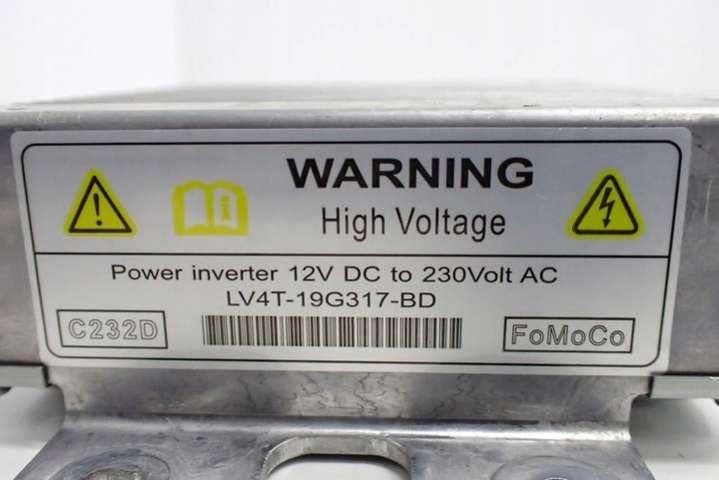 WARNING
High Voltage
Power inverter 12V DC to 230Volt AC
LV4T-19G317-BD
C232D
FoMoCo